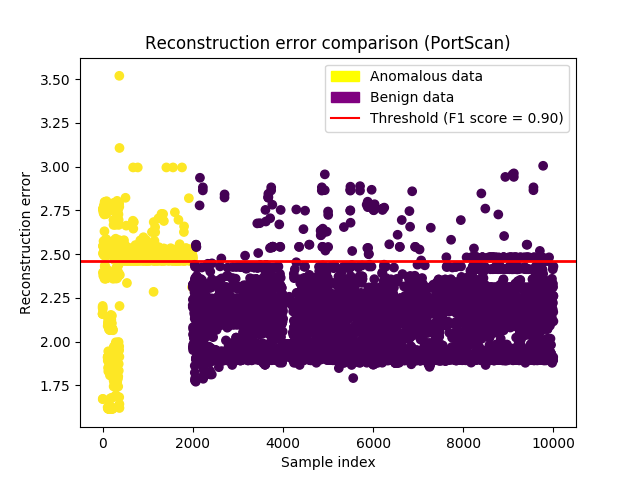 Reconstruction error comparison (PortScan)
Anomalous data
Benign data
Threshold (F1 score = 0.90)
Reconstruction error
3.50
3.25
3.00
2.75
2.50
2.25
2.00
1.75
0
2000
4000
6000
8000
10000
Sample index